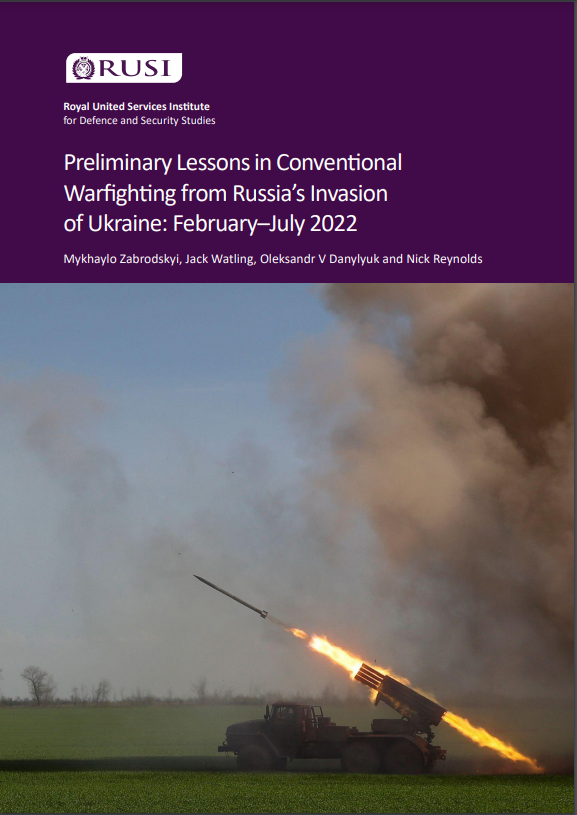 RUSI
Royal United Services Institute
for Defence and Security Studies
Preliminary Lessons in Conventional
Warfighting from Russia’s Invasion
of Ukraine: February–July 2022
Mykhaylo Zabrodskyi, Jack Watling, Oleksandr V Danylyuk and Nick Reynolds